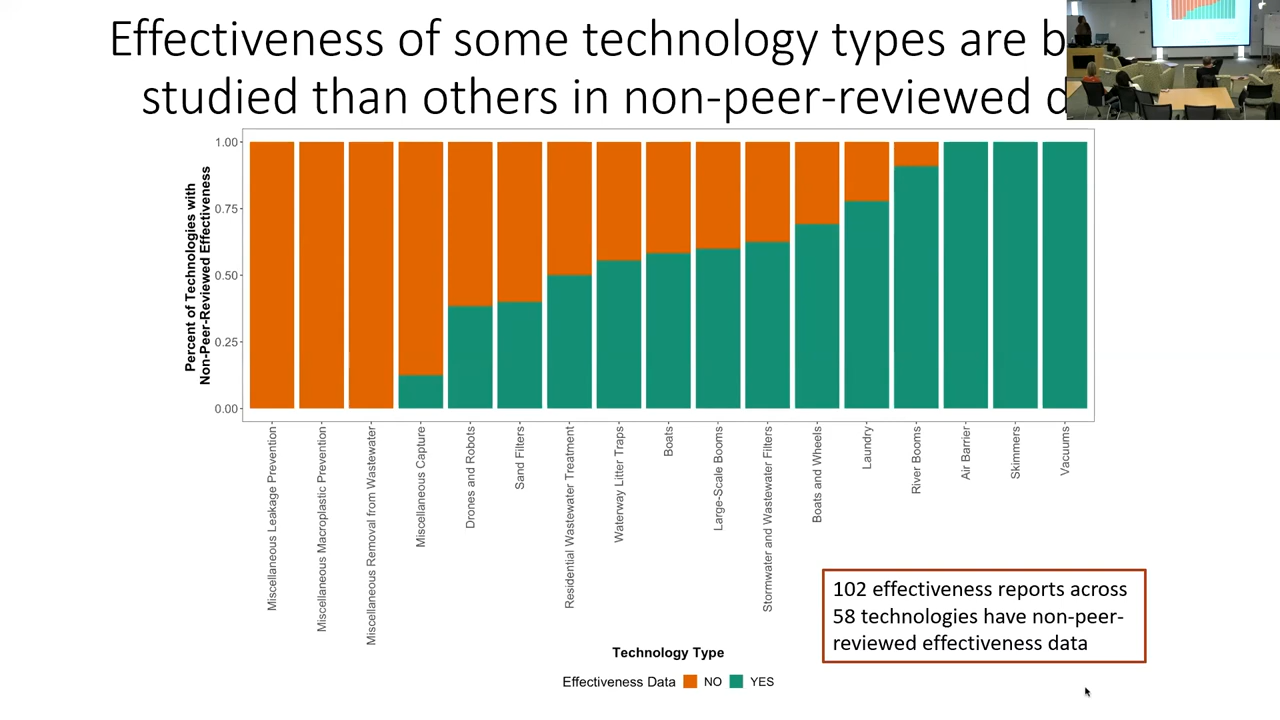 Effectiveness of some technology types are
studied than others in non-peer-reviewed
Percent of Technologies with
Non-Peer-Reviewed Effectiveness
1.00
0.75
0.50
0.25
0.00
Miscellaneous Leakage Prevention
Miscellaneous Macroplastic Prevention
Miscellaneous Removal from Wastewater
Miscellaneous Capture
Drones and Robots
Sand Filters
Residential Wastewater Treatment
Waterway Litter Traps
Boats
Large-Scale Booms
Stormwater and Wastewater Filters
Boats and Wheels
Laundry
River Booms
Air Barrier
Skimmers
Vacuums
102 effectiveness reports across
58 technologies have non-peer-
reviewed effectiveness data
Technology Type
Effectiveness Data NO YES